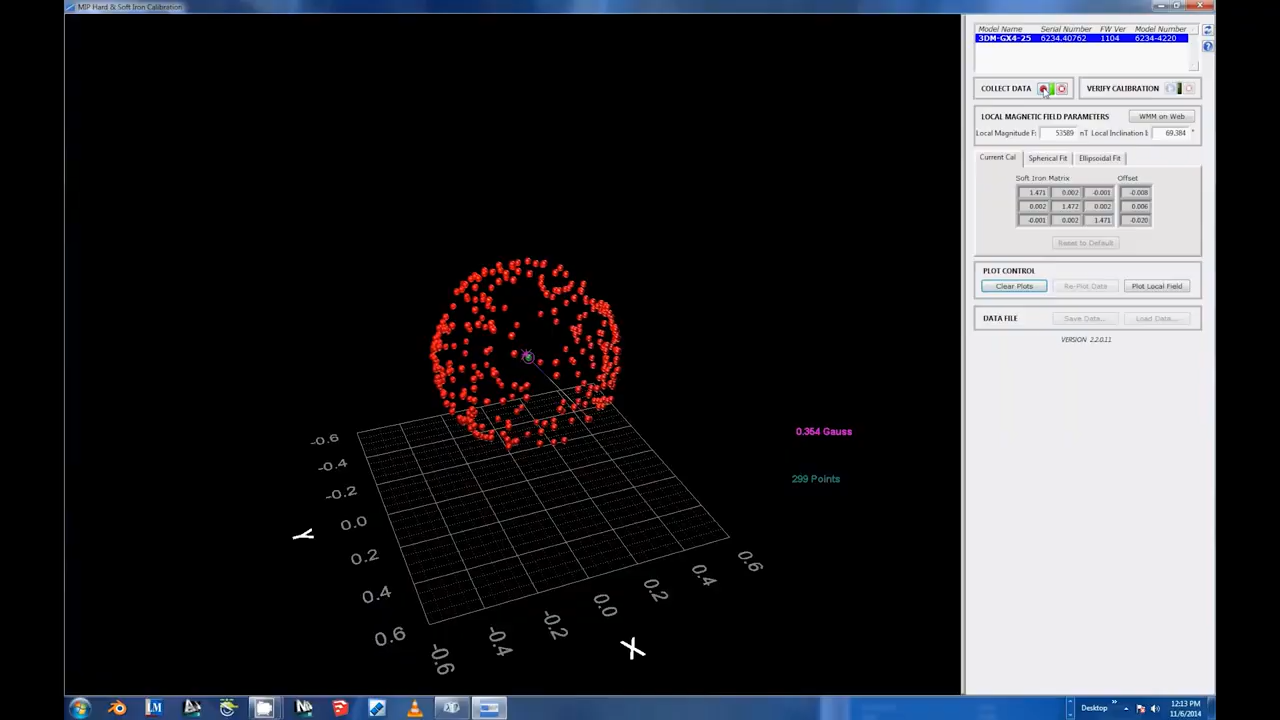 MIP Hard & Soft Iron Calibration
Model Name Serial Number FW Ver Model Number
3DM-GX4-25 6234.40762 1104 6234-4220
COLLECT DATA VERIFY CALIBRATION
LOCAL MAGNETIC FIELD PARAMETERS WMM on Web
Local Magnitude F: 53589 nT Local Inclination I: 69.384 °
Current Cal Spherical Fit Ellipsoidal Fit
Soft Iron Matrix Offset
1.471 0.002 -0.001 -0.008
0.002 1.472 0.002 0.006
-0.001 0.002 1.471 -0.020
Reset to Default
PLOT CONTROL
Clear Plots Re-Plot Data Plot Local Field
DATA FILE Save Data... Load Data...
VERSION 2.2.0.11
0.354 Gauss
299 Points
-0.6
-0.4
-0.2
0.0
0.2
0.4
0.6
Y
-0.6 -0.4 -0.2 0.0 0.2 0.4 0.6
X
LM
Desktop
12:13 PM
11/6/2014